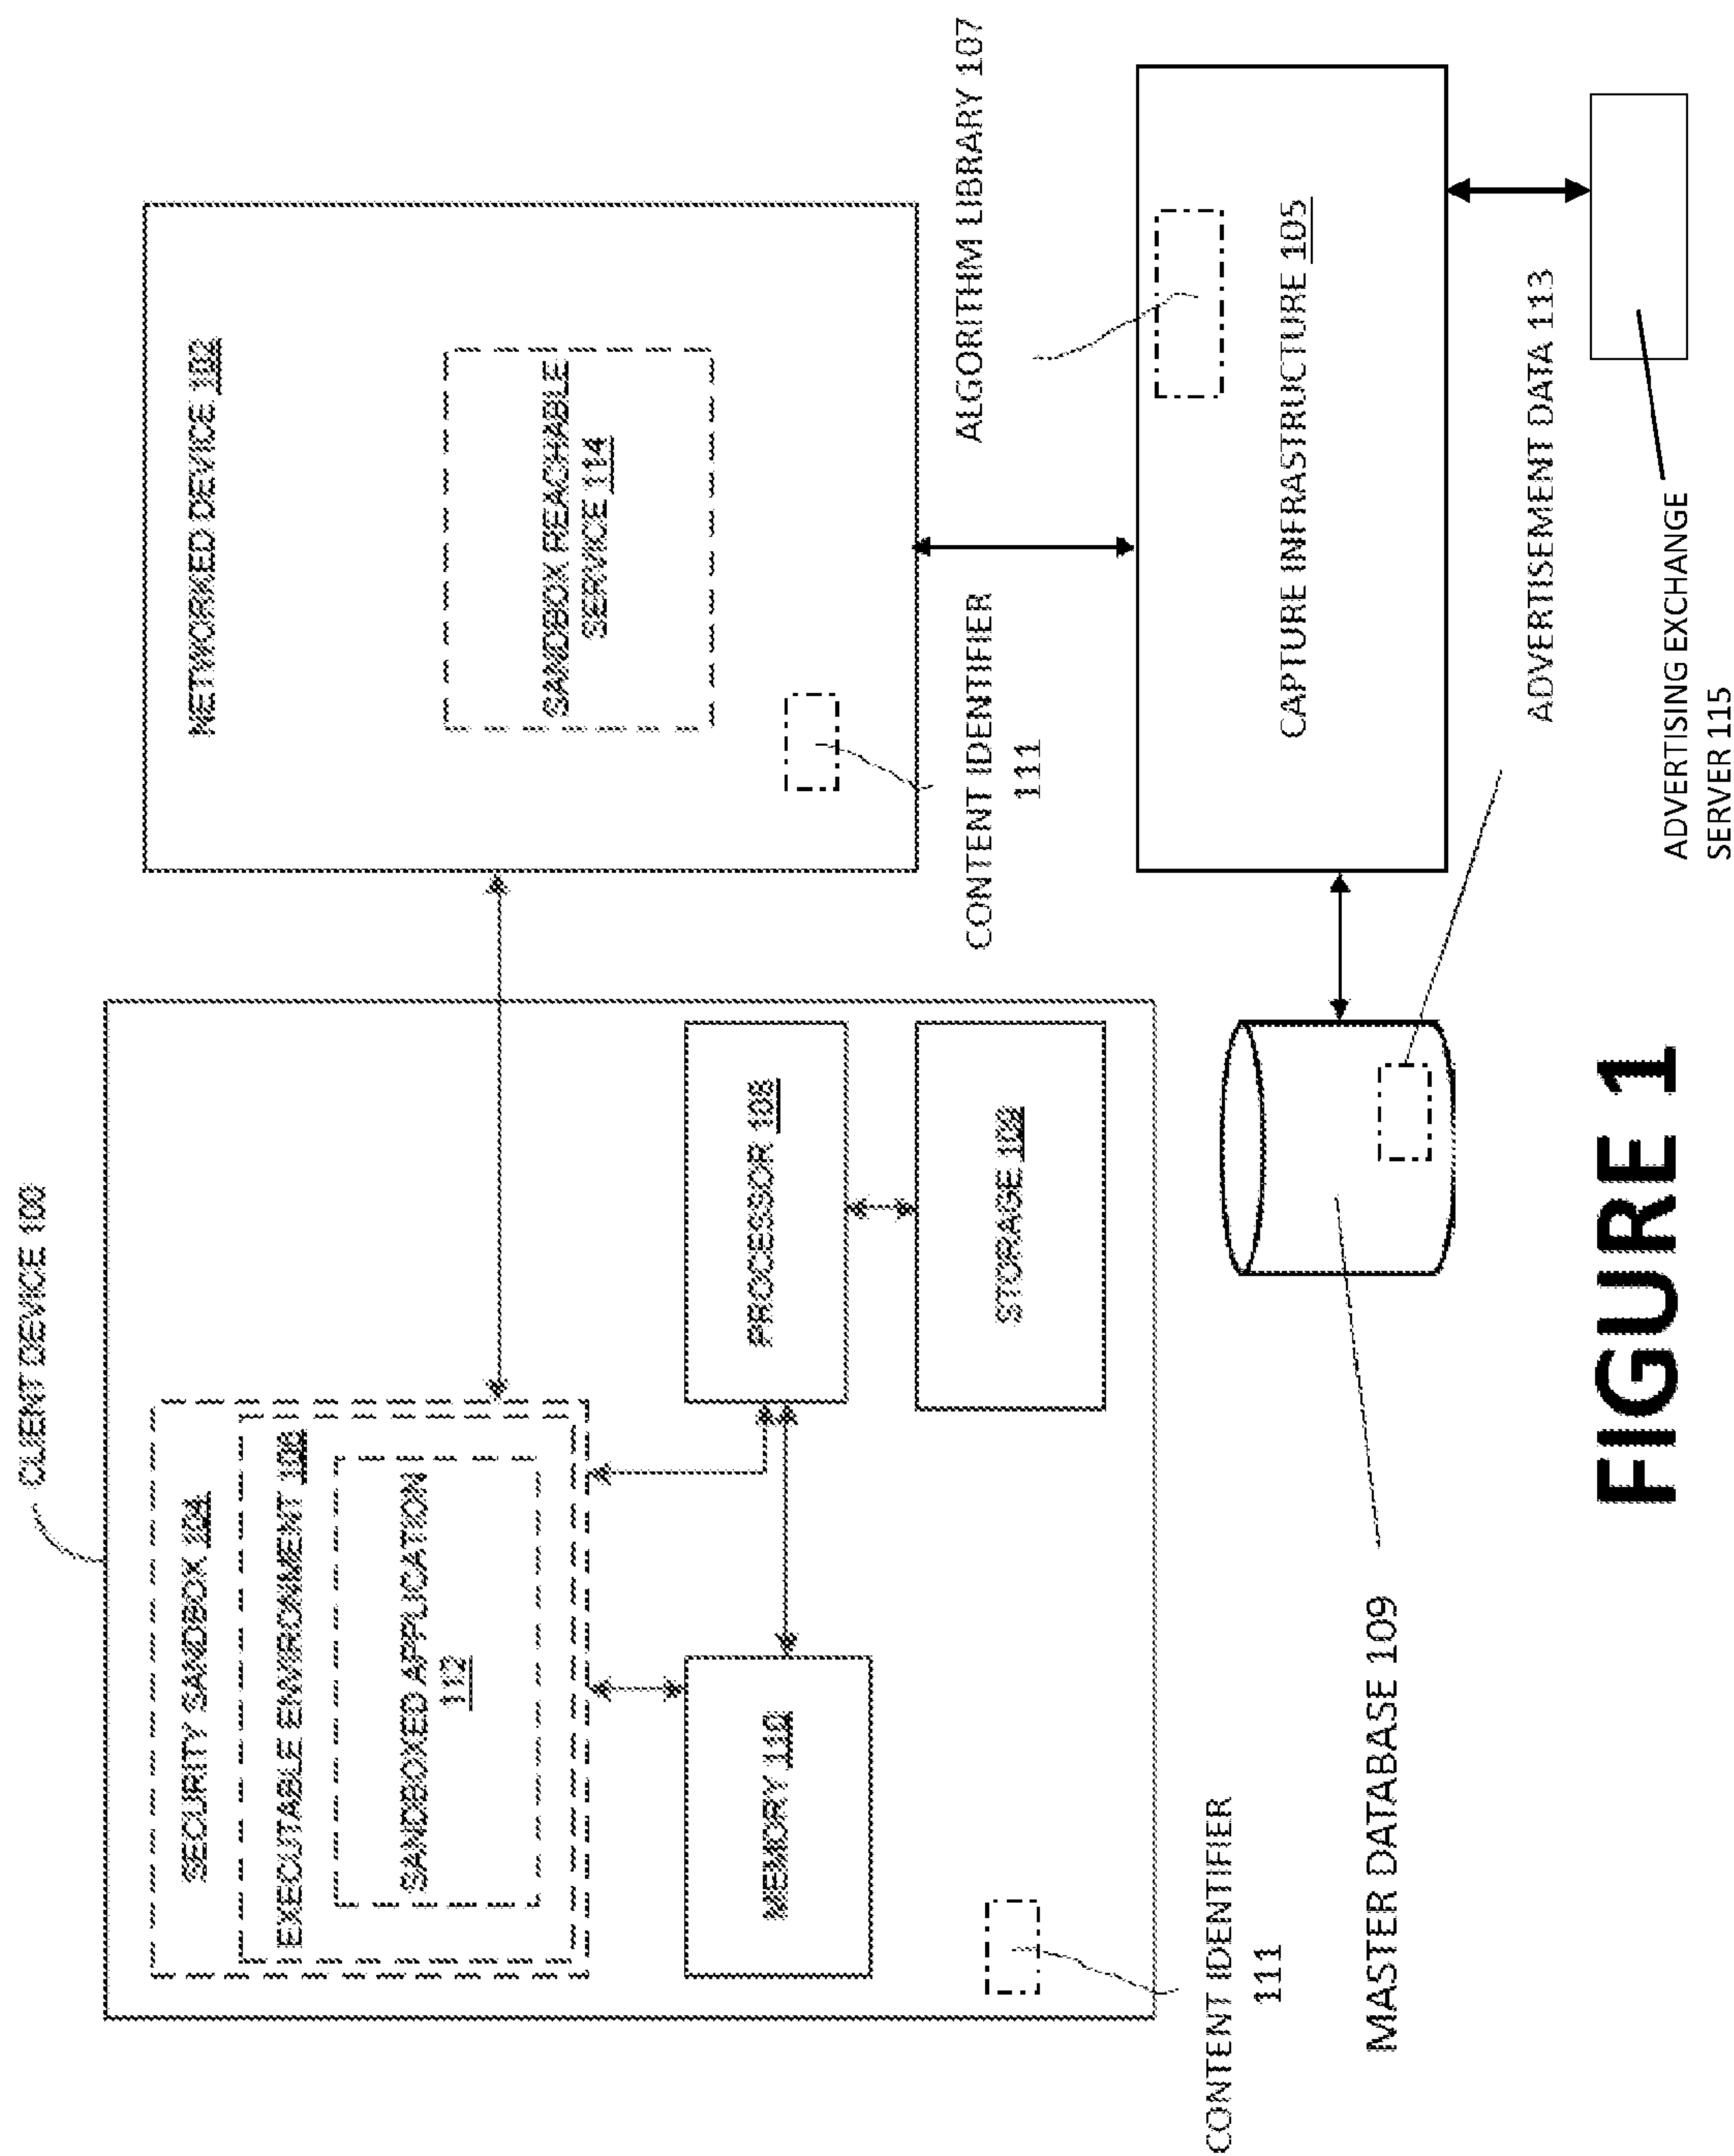 CLIENT DEVICE 100
SECURITY SANDBOX 104
EXECUTABLE ENVIRONMENT 106
SANDBOXED APPLICATION
112
MEMORY 110
PROCESSOR 108
STORAGE 109
CONTENT IDENTIFIER
111
NETWORKED DEVICE 102
SANDBOX REACHABLE
SERVICE 114
CONTENT IDENTIFIER
111
ALGORITHM LIBRARY 107
CAPTURE INFRASTRUCTURE 105
MASTER DATABASE 109
ADVERTISEMENT DATA 113
ADVERTISING EXCHANGE
SERVER 115
FIGURE 1